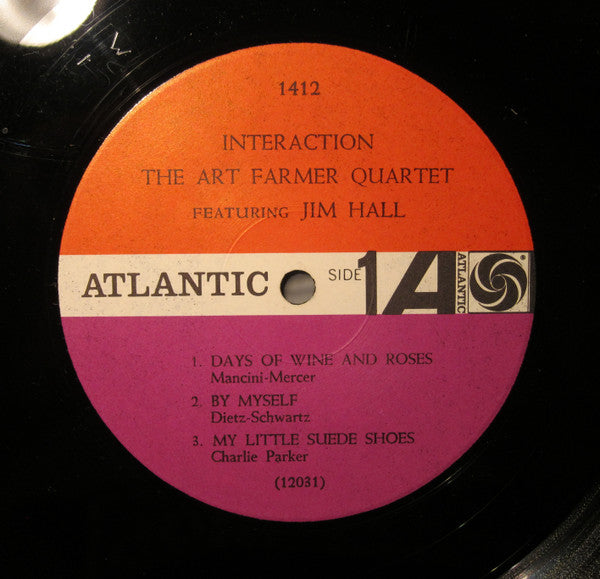 1412
INTERACTION
THE ART FARMER QUARTET
FEATURING JIM HALL
ATLANTIC SIDE 1 A ATLANTIC ®
1. DAYS OF WINE AND ROSES
Mancini-Mercer
2. BY MYSELF
Dietz-Schwartz
3. MY LITTLE SUEDE SHOES
Charlie Parker
(12031)